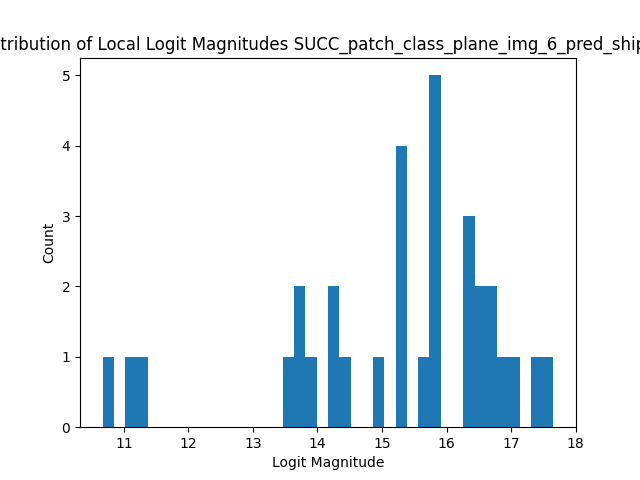 tribution of Local Logit Magnitudes SUCC_patch_class_plane_img_6_pred_ship
5
4
3
2
1
0
Count
11 12 13 14 15 16 17 18
Logit Magnitude